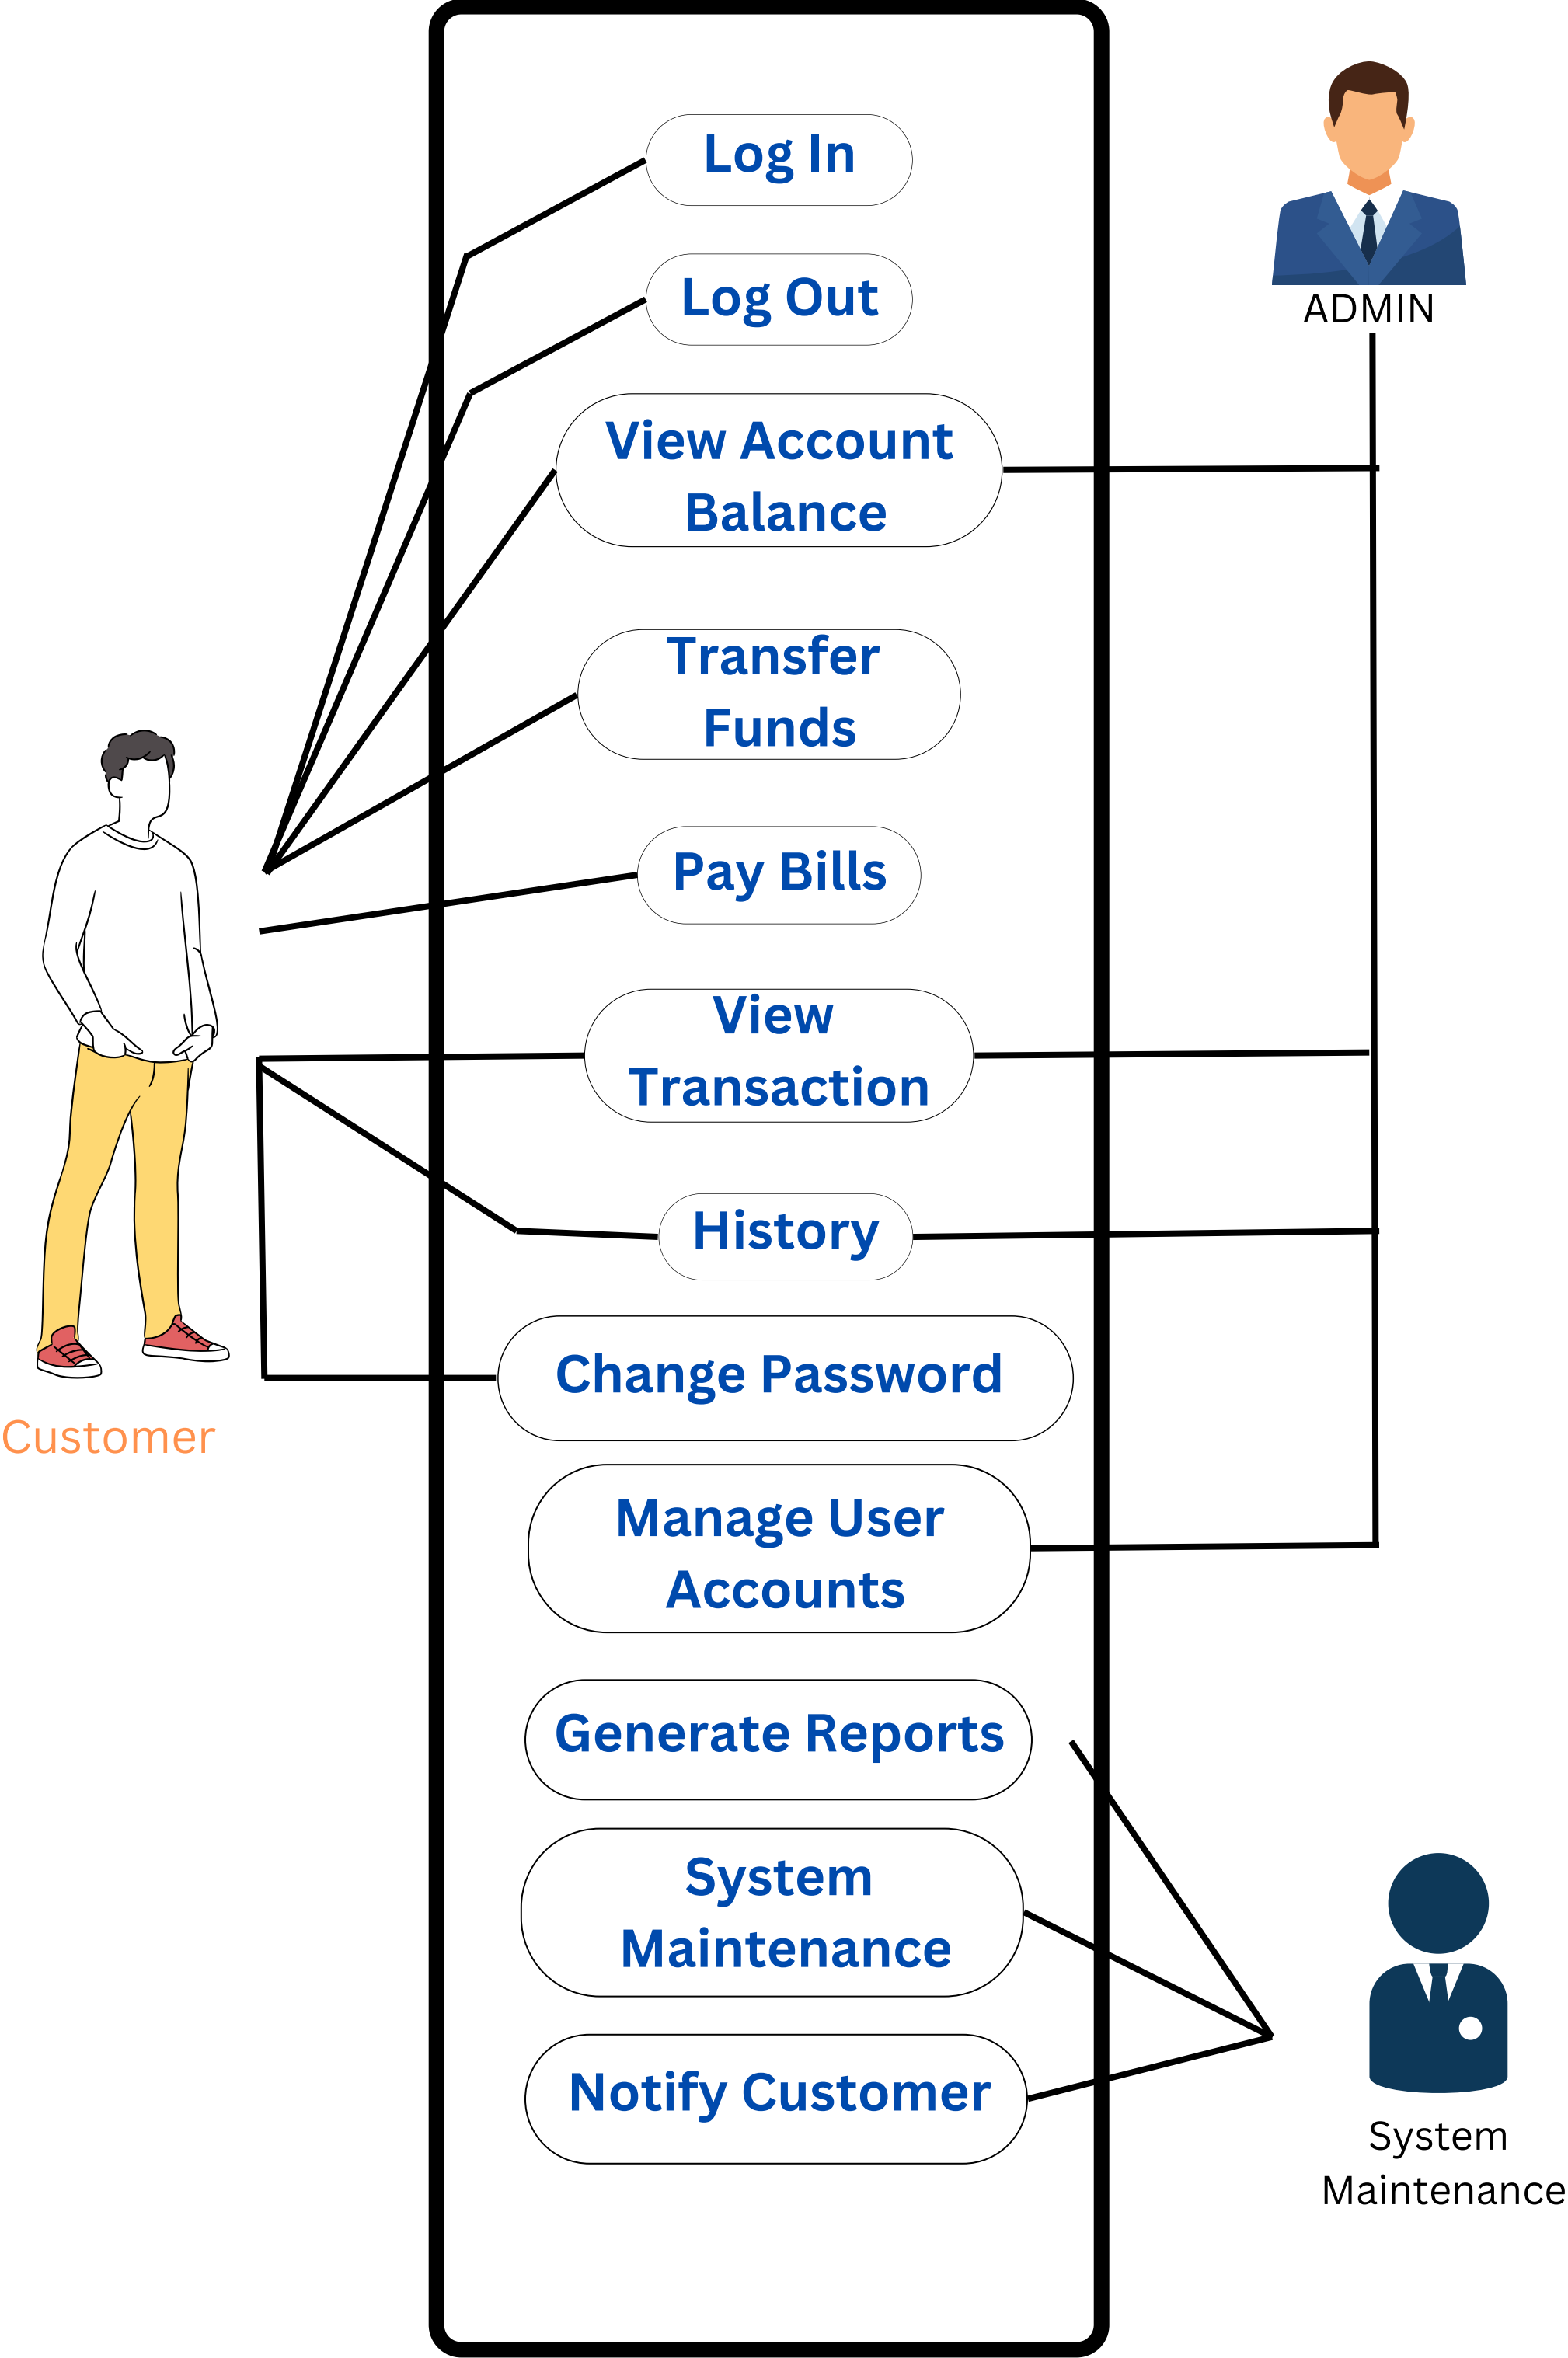 Log In
ADMIN
Log Out
View Account
Balance
Transfer
Funds
Pay Bills
View
Transaction
History
Change Password
Customer
Manage User
Accounts
Generate Reports
System
Maintenance
Notify Customer
System
Maintenance